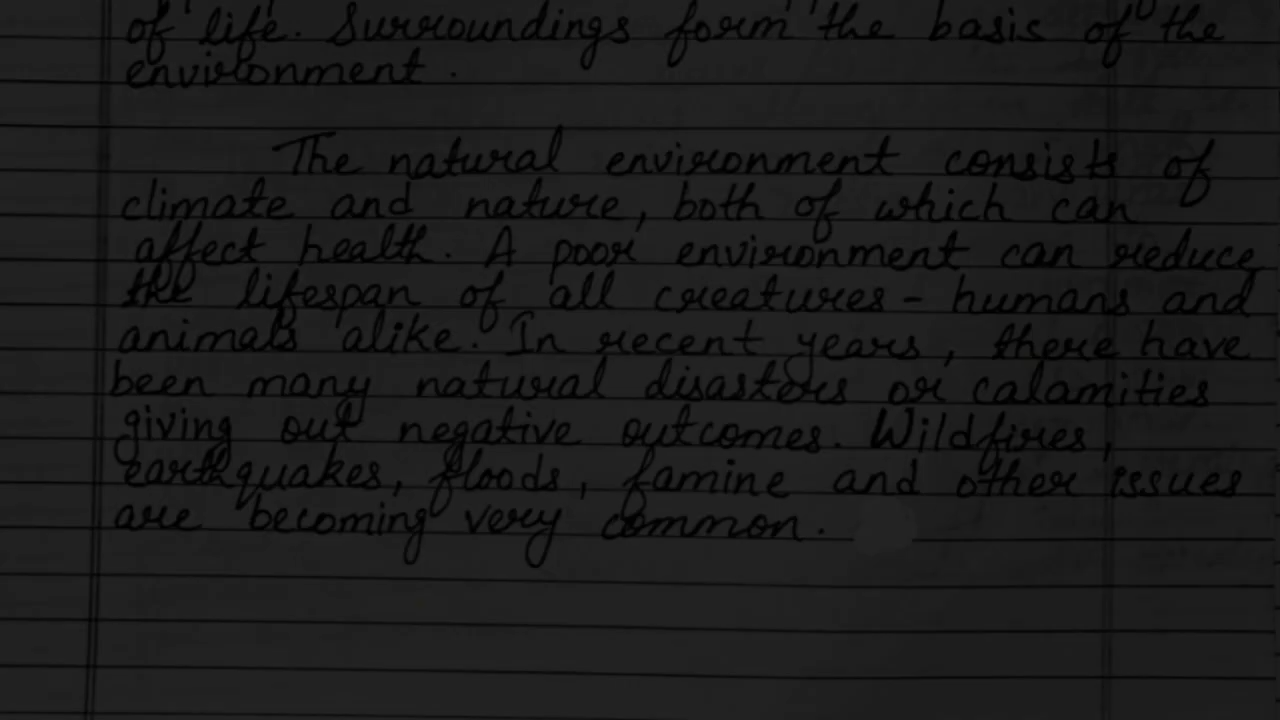 of life. Surroundings form the basis of the
environment.
The natural environment consists of
climate and nature, both of which can
affect health. A poor environment can reduce
the lifespan of all creatures - humans and
animals alike. In recent years, there have
been many natural disasters or calamities
giving out negative outcomes. Wildfires,
earthquakes, floods, famine and other issues
are becoming very common.